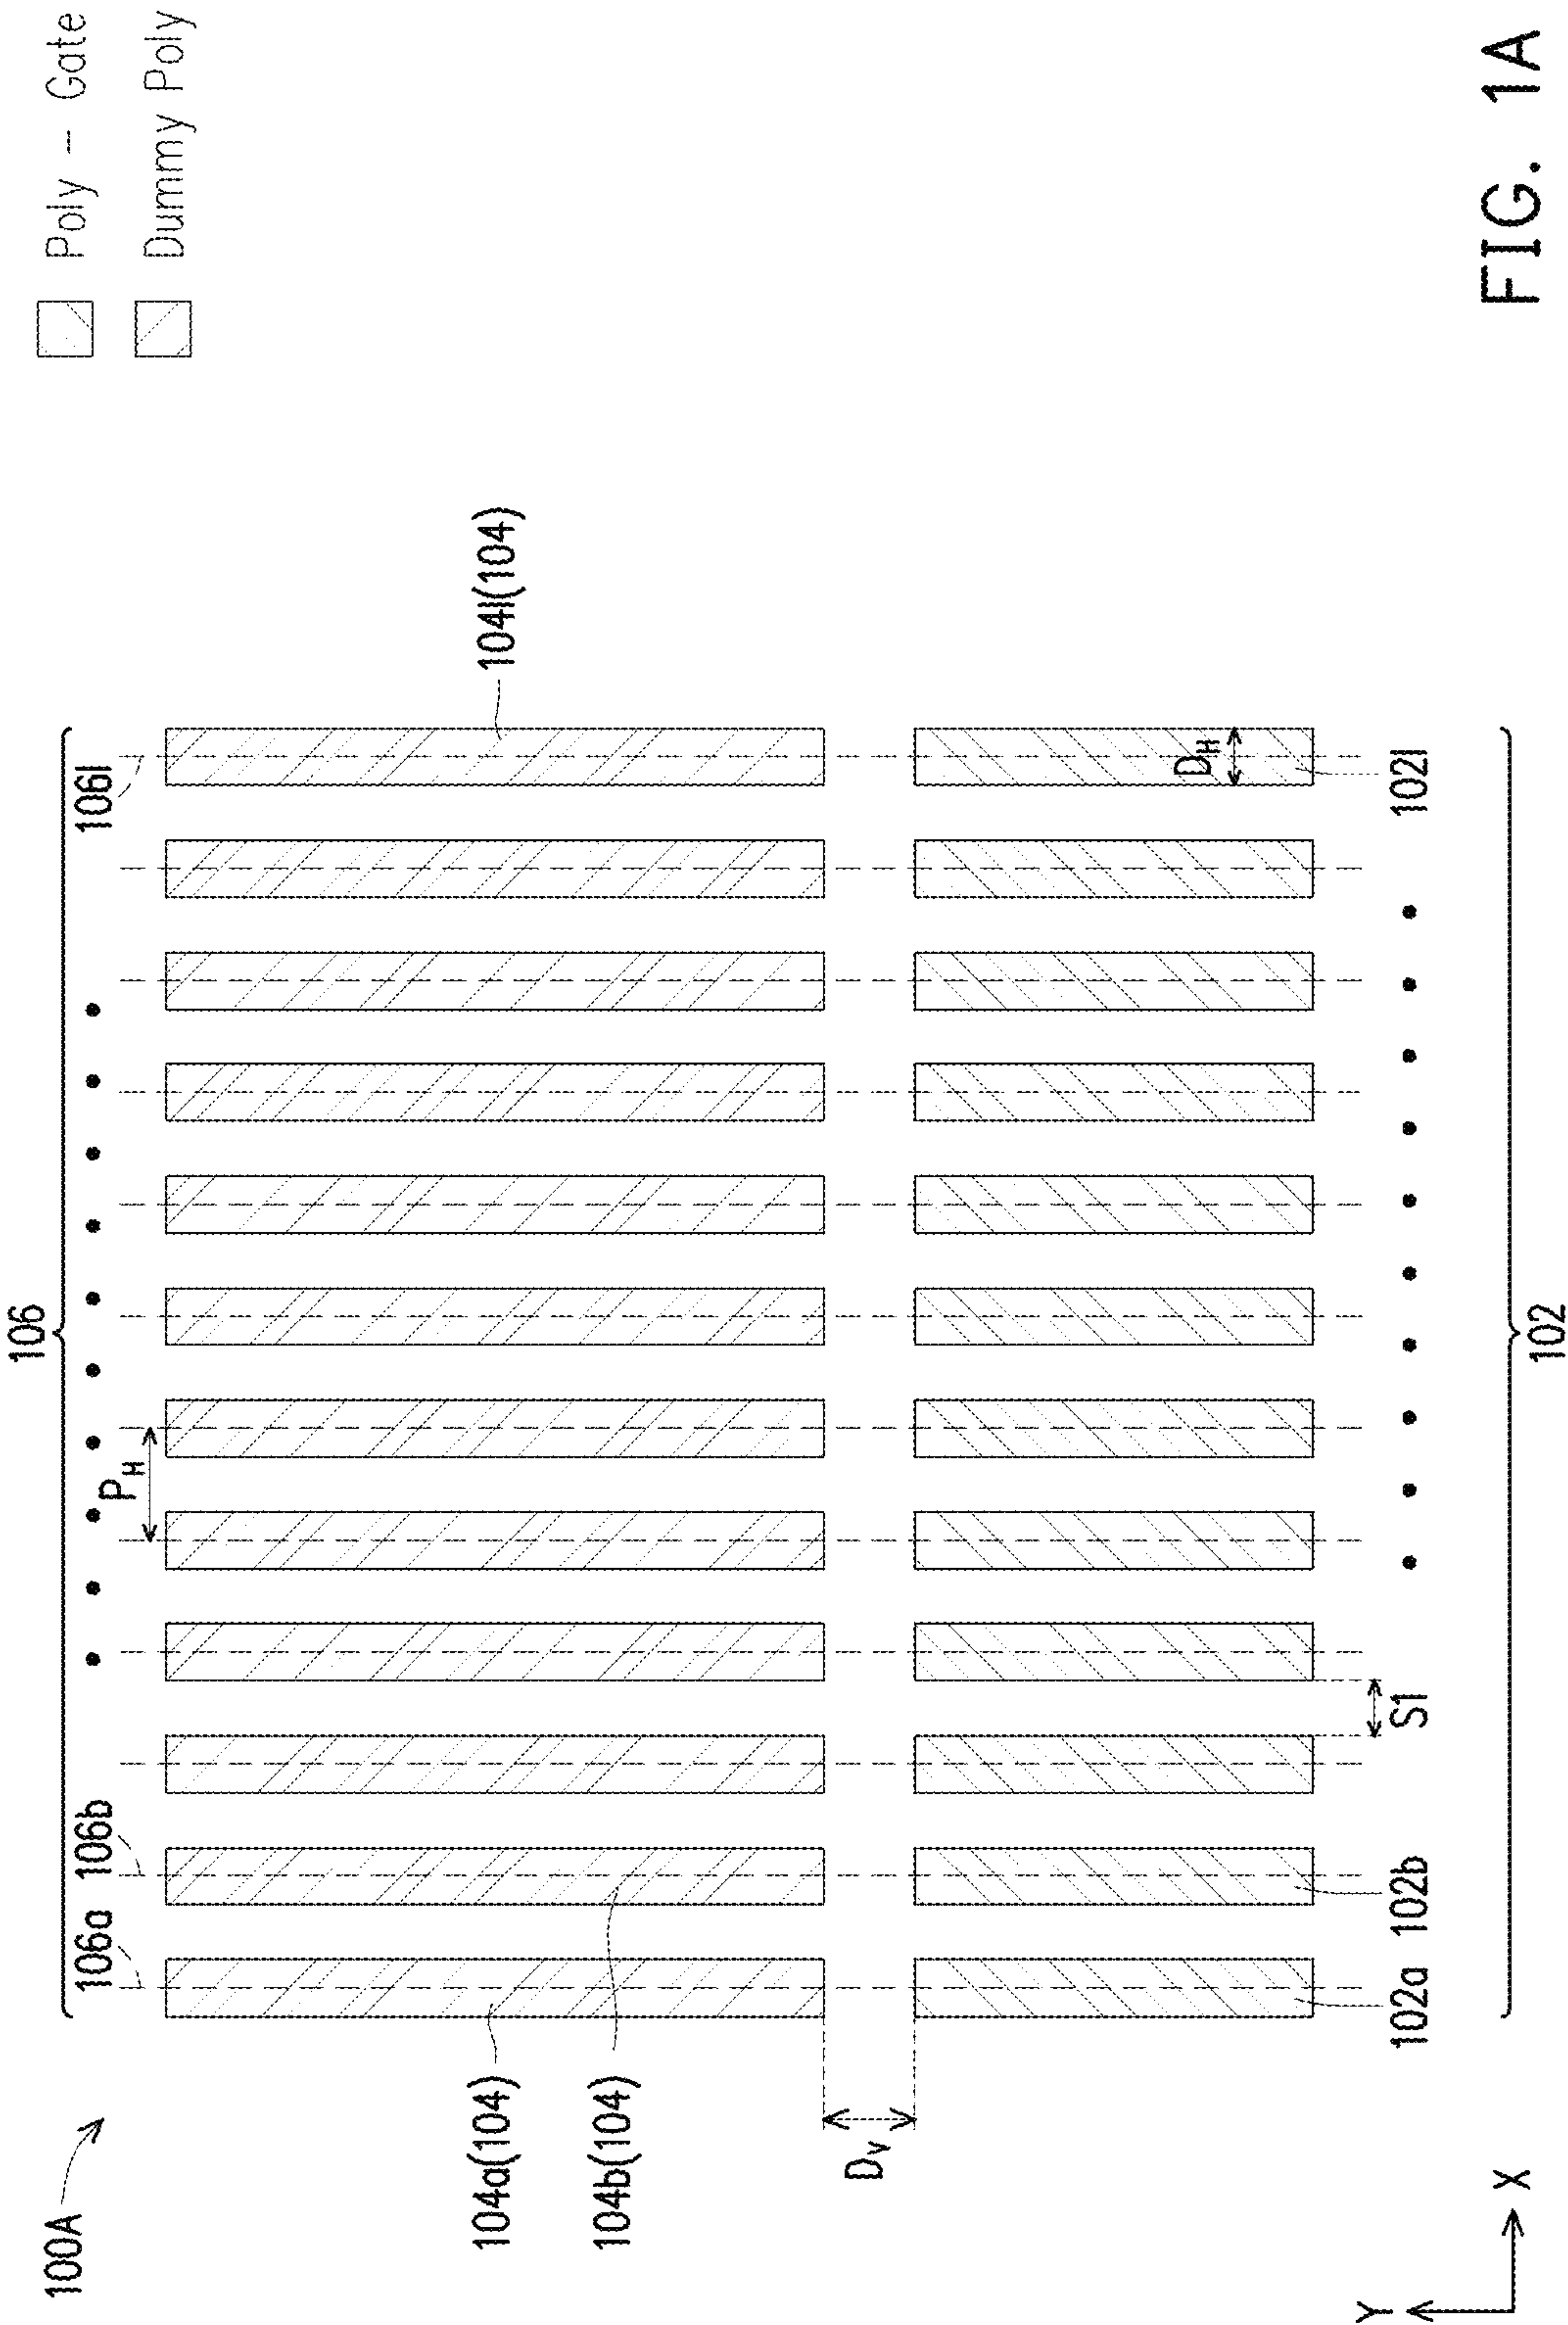 Poly - Gate
Dummy Poly
100A
106
106a
106b
106l
P_H
104a(104)
104b(104)
104l(104)
D_V
D_H
S1
102a
102b
102l
102
Y
X
FIG. 1A